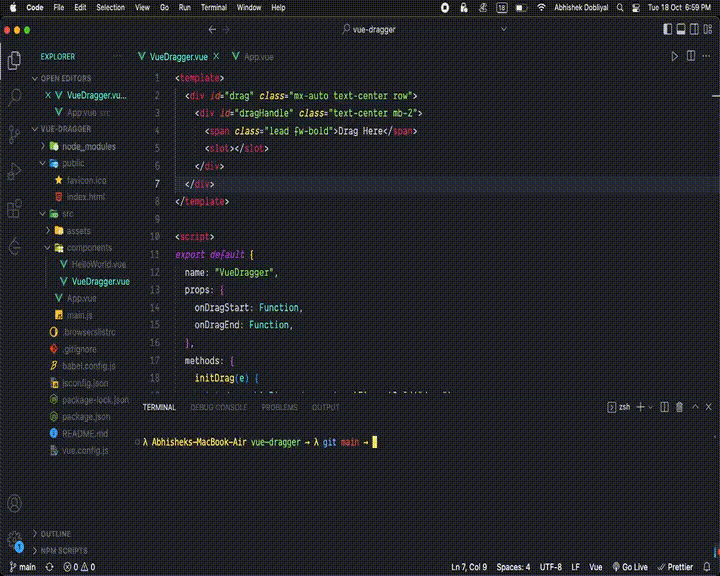 Code File Edit Selection View Go Run Terminal Window Help 18 Abhishek Dobliyal Tue 18 Oct 6:59 PM
vue-dragger
EXPLORER
VueDragger.vue App.vue
OPEN EDITORS
VueDragger.vu...
App.vue src
VUE-DRAGGER
node_modules
public
favicon.ico
index.html
src
assets
components
HelloWorld.vue
VueDragger.vue
App.vue
main.js
.browserslistrc
.gitignore
babel.config.js
jsconfig.json
package-lock.json
package.json
README.md
vue.config.js
OUTLINE
NPM SCRIPTS
1 <template>
2 <div id="drag" class="mx-auto text-center row">
3 <div id="dragHandle" class="text-center mb-2">
4 <span class="lead fw-bold">Drag Here</span>
5 <slot></slot>
6 </div>
7 </div>
8 </template>
9
10 <script>
11 export default {
12 name: "VueDragger",
13 props: {
14 onDragStart: Function,
15 onDragEnd: Function,
16 },
17 methods: {
18 initDrag(e) {
TERMINAL DEBUG CONSOLE PROBLEMS OUTPUT zsh
λ Abhisheks-MacBook-Air vue-dragger → λ git main →
1
main 0 0 Ln 7, Col 9 Spaces: 4 UTF-8 LF Vue Go Live Prettier